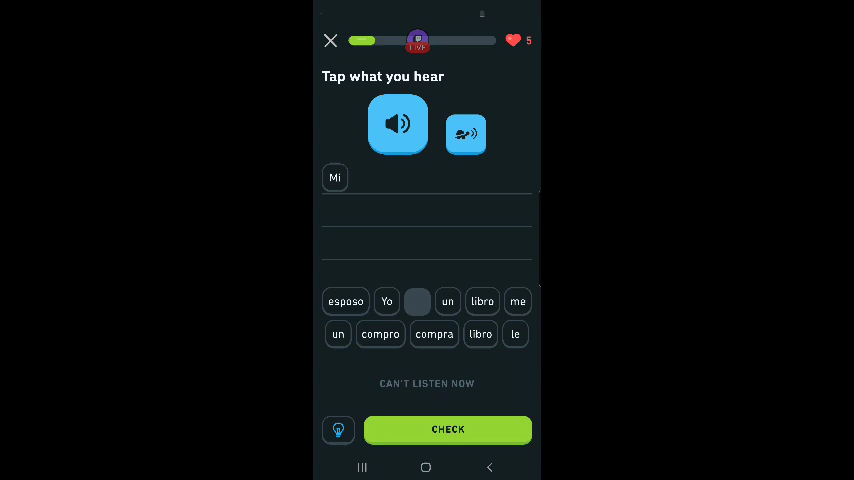 LIVE
5
Tap what you hear
Mi
esposo Yo un libro me
un compro compra libro le
CAN'T LISTEN NOW
CHECK